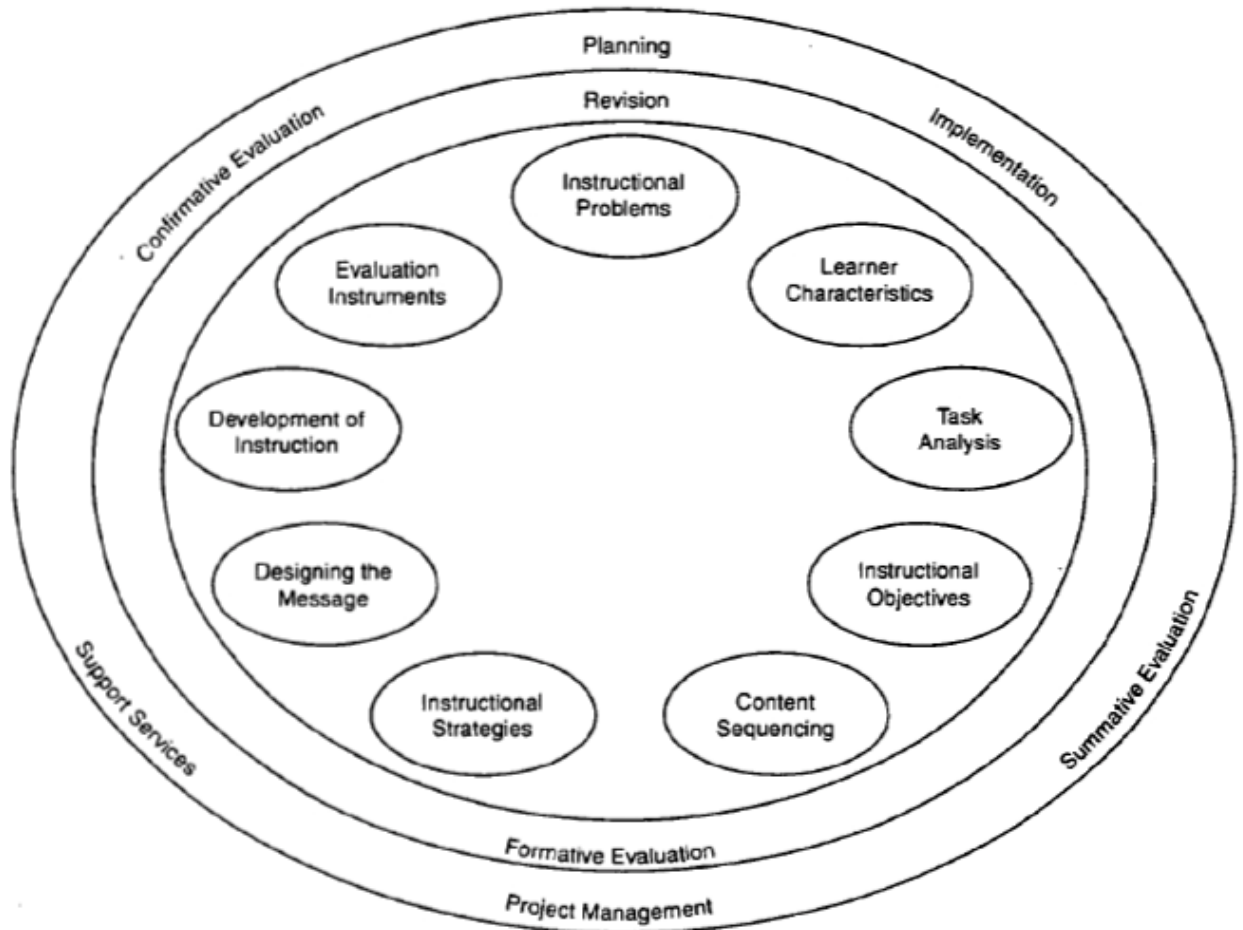 Planning
Implementation
Summative Evaluation
Project Management
Support Services
Confirmative Evaluation
Revision
Formative Evaluation
Instructional
Problems
Learner
Characteristics
Task
Analysis
Instructional
Objectives
Content
Sequencing
Instructional
Strategies
Designing the
Message
Development of
Instruction
Evaluation
Instruments